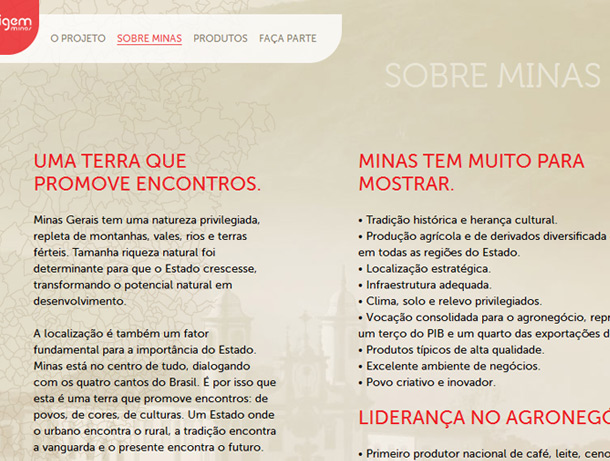 igem
minas
O PROJETO SOBRE MINAS PRODUTOS FAÇA PARTE
SOBRE MINAS
UMA TERRA QUE
PROMOVE ENCONTROS.
Minas Gerais tem uma natureza privilegiada,
repleta de montanhas, vales, rios e terras
férteis. Tamanha riqueza natural foi
determinante para que o Estado crescesse,
transformando o potencial natural em
desenvolvimento.
A localização é também um fator
fundamental para a importância do Estado.
Minas está no centro de tudo, dialogando
com os quatro cantos do Brasil. É por isso que
esta é uma terra que promove encontros: de
povos, de cores, de culturas. Um Estado onde
o urbano encontra o rural, a tradição encontra
a vanguarda e o presente encontra o futuro.
MINAS TEM MUITO PARA
MOSTRAR.
• Tradição histórica e herança cultural.
• Produção agrícola e de derivados diversificada
em todas as regiões do Estado.
• Localização estratégica.
• Infraestrutura adequada.
• Clima, solo e relevo privilegiados.
• Vocação consolidada para o agronegócio, repr
um terço do PIB e um quarto das exportações d
• Produtos típicos de alta qualidade.
• Excelente ambiente de negócios.
• Povo criativo e inovador.
LIDERANÇA NO AGRONEGÓ
• Primeiro produtor nacional de café, leite, ceno